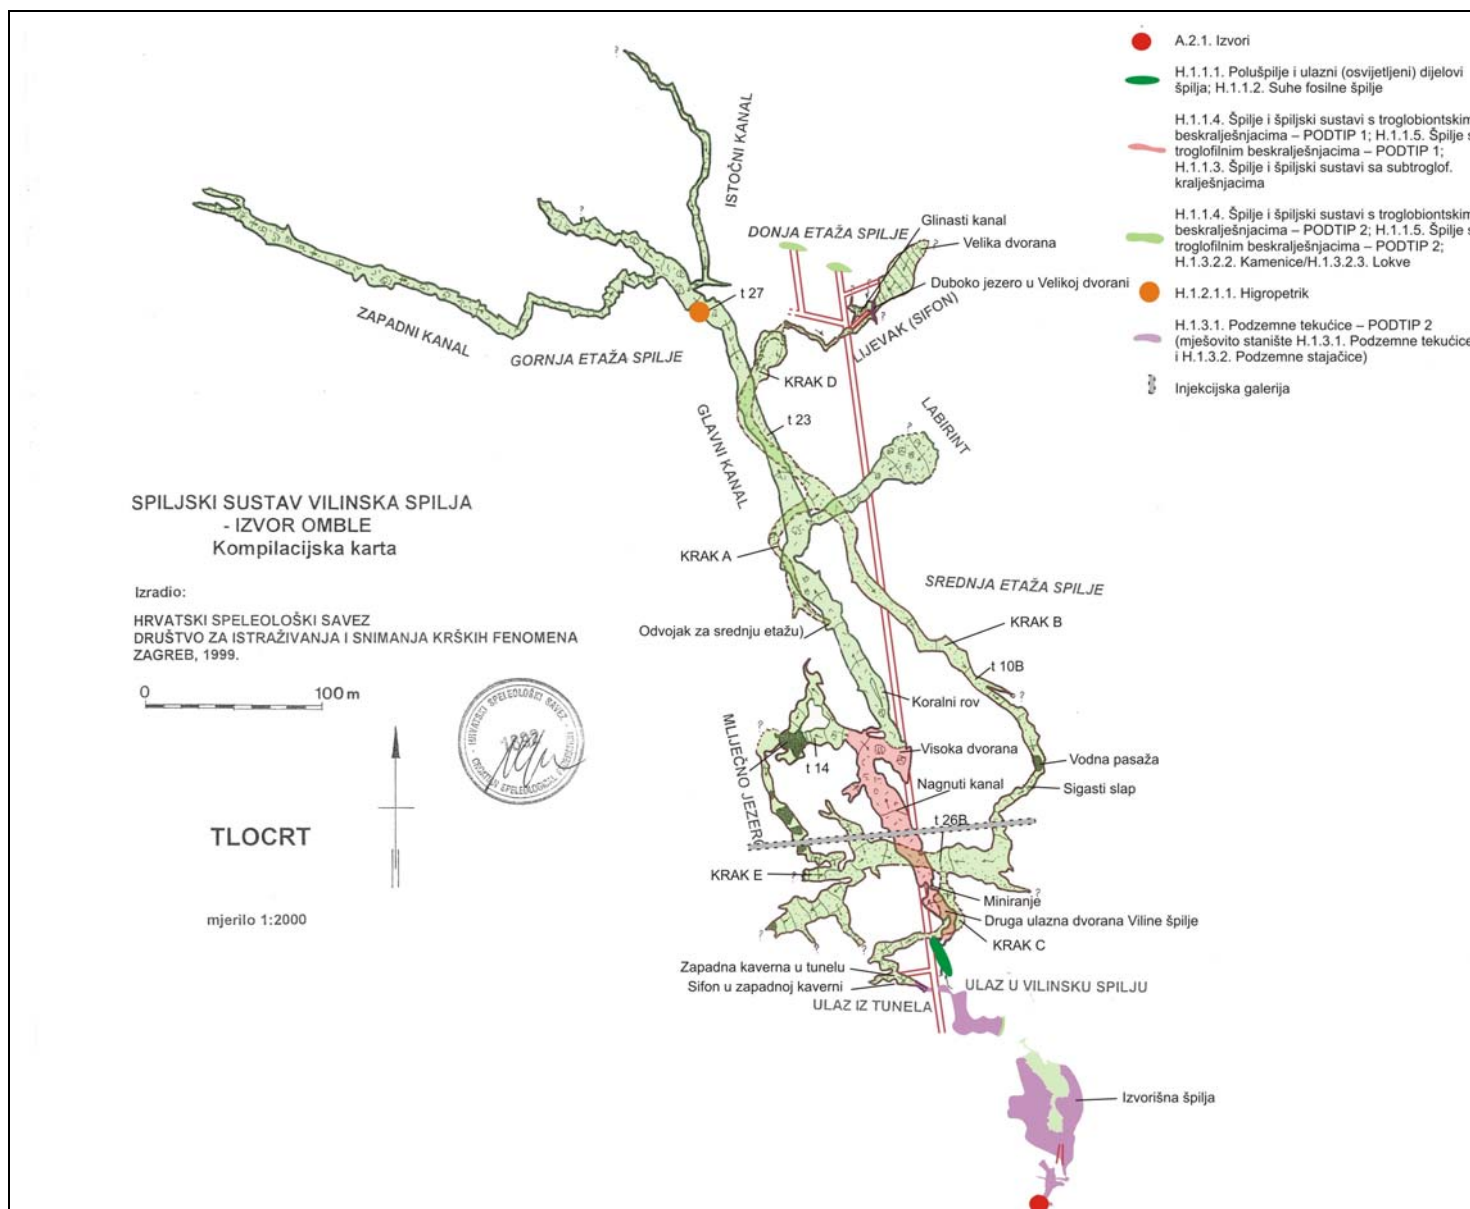 A.2.1. Izvori
H.1.1.1. Polušpilje i ulazni (osvijetljeni) dijelovi
špilja; H.1.1.2. Suhe fosilne špilje
H.1.1.4. Špilje i špiljski sustavi s troglobiontskim
beskralješnjacima – PODTIP 1; H.1.1.5. Špilje s
troglofilnim beskralješnjacima – PODTIP 1;
H.1.1.3. Špilje i špiljski sustavi sa subtroglof.
kralješnjacima
H.1.1.4. Špilje i špiljski sustavi s troglobiontskim
beskralješnjacima – PODTIP 2; H.1.1.5. Špilje s
troglofilnim beskralješnjacima – PODTIP 2;
H.1.3.2.2. Kamenice/H.1.3.2.3. Lokve
H.1.2.1.1. Higropetrik
H.1.3.1. Podzemne tekućice – PODTIP 2
(mješovito stanište H.1.3.1. Podzemne tekućice
i H.1.3.2. Podzemne stajačice)
Injekcijska galerija
ISTOČNI KANAL
DONJA ETAŽA SPILJE
Glinasti kanal
Velika dvorana
Duboko jezero u Velikoj dvorani
LIJEVAK (SIFON)
t 27
ZAPADNI KANAL
GORNJA ETAŽA SPILJE
KRAK D
t 23
GLAVNI KANAL
LABIRINT
SPILJSKI SUSTAV VILINSKA SPILJA
- IZVOR OMBLE
Kompilacijska karta
Izradio:
HRVATSKI SPELEOLOŠKI SAVEZ
DRUŠTVO ZA ISTRAŽIVANJA I SNIMANJA KRŠKIH FENOMENA
ZAGREB, 1999.
0 100 m
HRVATSKI SPELEOLOŠKI SAVEZ
TLOCRT
mjerilo 1:2000
KRAK A
SREDNJA ETAŽA SPILJE
Odvojak za srednju etažu)
KRAK B
t 10B
Koralni rov
MLIJEČNO JEZERO
t 14
Visoka dvorana
Vodna pasaža
Nagnuti kanal
Sigasti slap
t 26B
KRAK E
Miniranje
Druga ulazna dvorana Viline špilje
KRAK C
Zapadna kaverna u tunelu
Sifon u zapadnoj kaverni
ULAZ U VILINSKU SPILJU
ULAZ IZ TUNELA
Izvorišna špilja